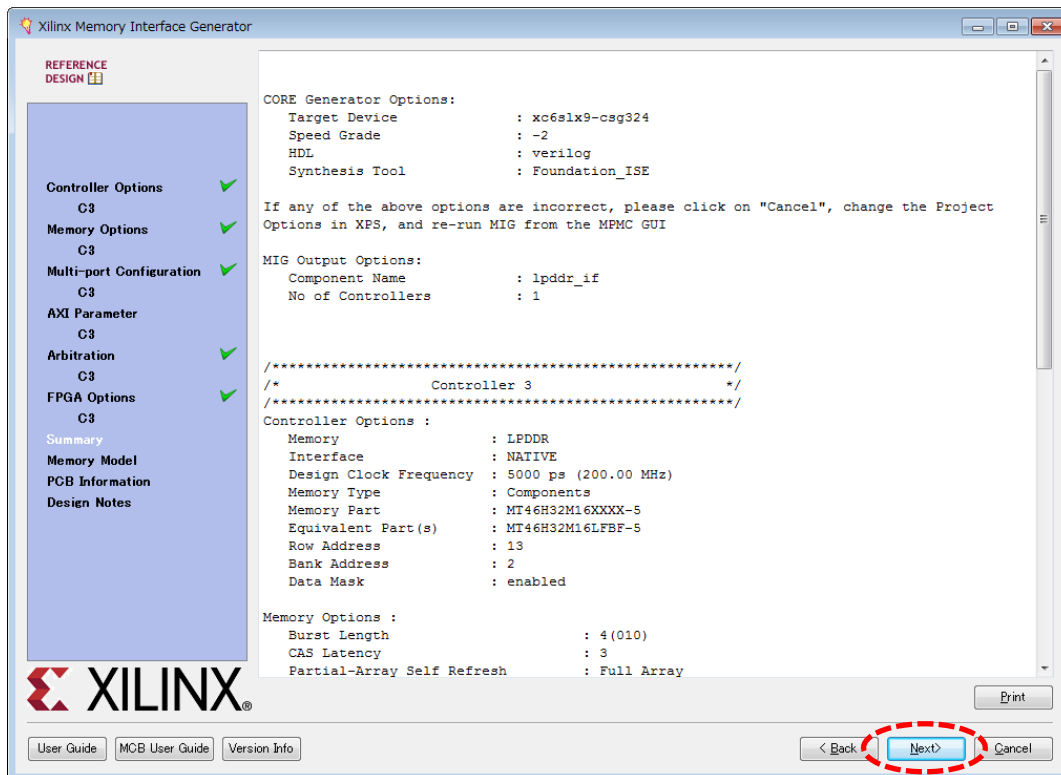 Xilinx Memory Interface Generator
REFERENCE
DESIGN
Controller Options
C3
Memory Options
C3
Multi-port Configuration
C3
AXI Parameter
C3
Arbitration
C3
FPGA Options
C3
Summary
Memory Model
PCB Information
Design Notes
XILINX®
CORE Generator Options:
Target Device : xc6slx9-csg324
Speed Grade : -2
HDL : verilog
Synthesis Tool : Foundation_ISE
If any of the above options are incorrect, please click on "Cancel", change the Project
Options in XPS, and re-run MIG from the MPMC GUI
MIG Output Options:
Component Name : lpddr_if
No of Controllers : 1
/*******************************************************/
/* Controller 3 */
/*******************************************************/
Controller Options :
Memory : LPDDR
Interface : NATIVE
Design Clock Frequency : 5000 ps (200.00 MHz)
Memory Type : Components
Memory Part : MT46H32M16XXXX-5
Equivalent Part(s) : MT46H32M16LFBF-5
Row Address : 13
Bank Address : 2
Data Mask : enabled
Memory Options :
Burst Length : 4(010)
CAS Latency : 3
Partial-Array Self Refresh : Full Array
Print
User Guide MCB User Guide Version Info < Back Next> Cancel